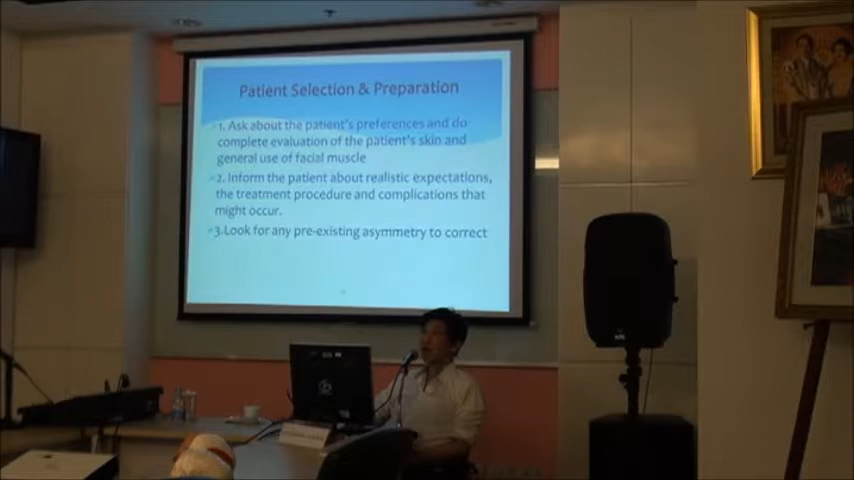 Patient Selection & Preparation
1. Ask about the patient's preferences and do
complete evaluation of the patient's skin and
general use of facial muscle
2. Inform the patient about realistic expectations,
the treatment procedure and complications that
might occur.
3.Look for any pre-existing asymmetry to correct